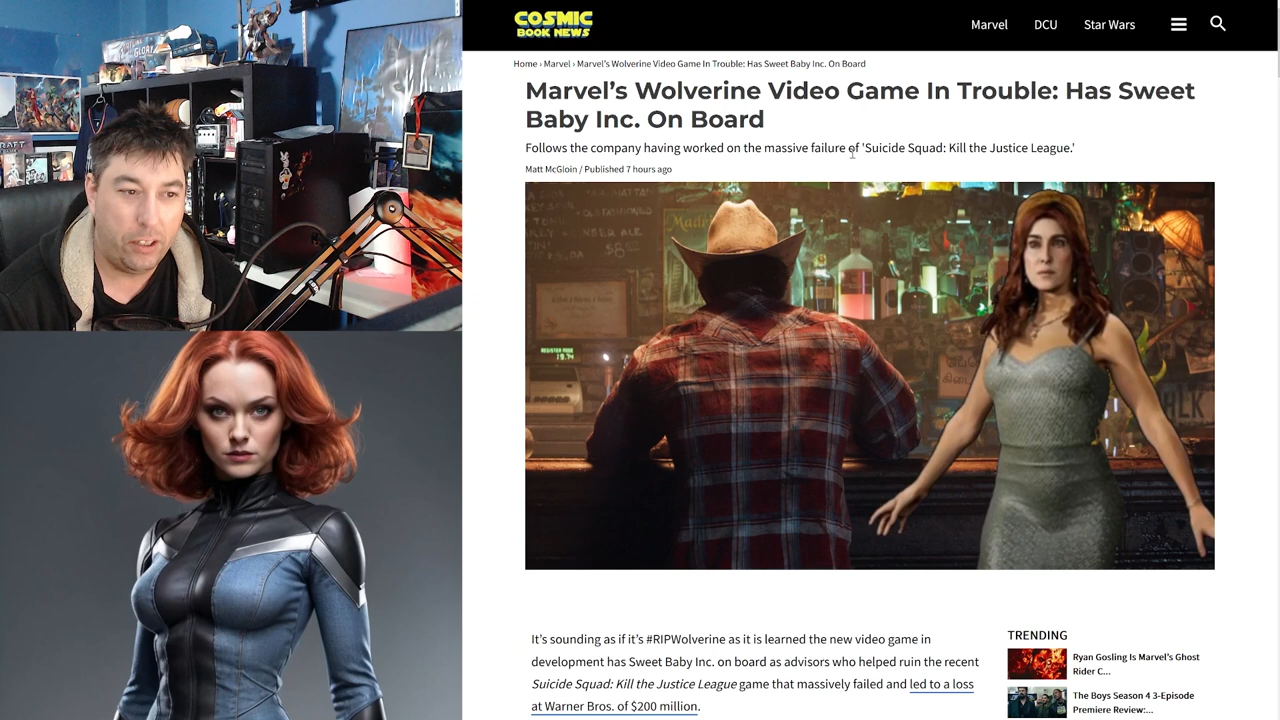 COSMIC
BOOK NEWS
Marvel
DCU
Star Wars
Home › Marvel › Marvel's Wolverine Video Game In Trouble: Has Sweet Baby Inc. On Board
Marvel's Wolverine Video Game In Trouble: Has Sweet
Baby Inc. On Board
Follows the company having worked on the massive failure of 'Suicide Squad: Kill the Justice League.'
Matt McGloin / Published 7 hours ago
GLORY
REGISTER MODE
It's sounding as if it's #RIPWolverine as it is learned the new video game in
development has Sweet Baby Inc. on board as advisors who helped ruin the recent
Suicide Squad: Kill the Justice League game that massively failed and led to a loss
at Warner Bros. of $200 million.
TRENDING
Ryan Gosling Is Marvel's Ghost
Rider C...
The Boys Season 4 3-Episode
Premiere Review:...